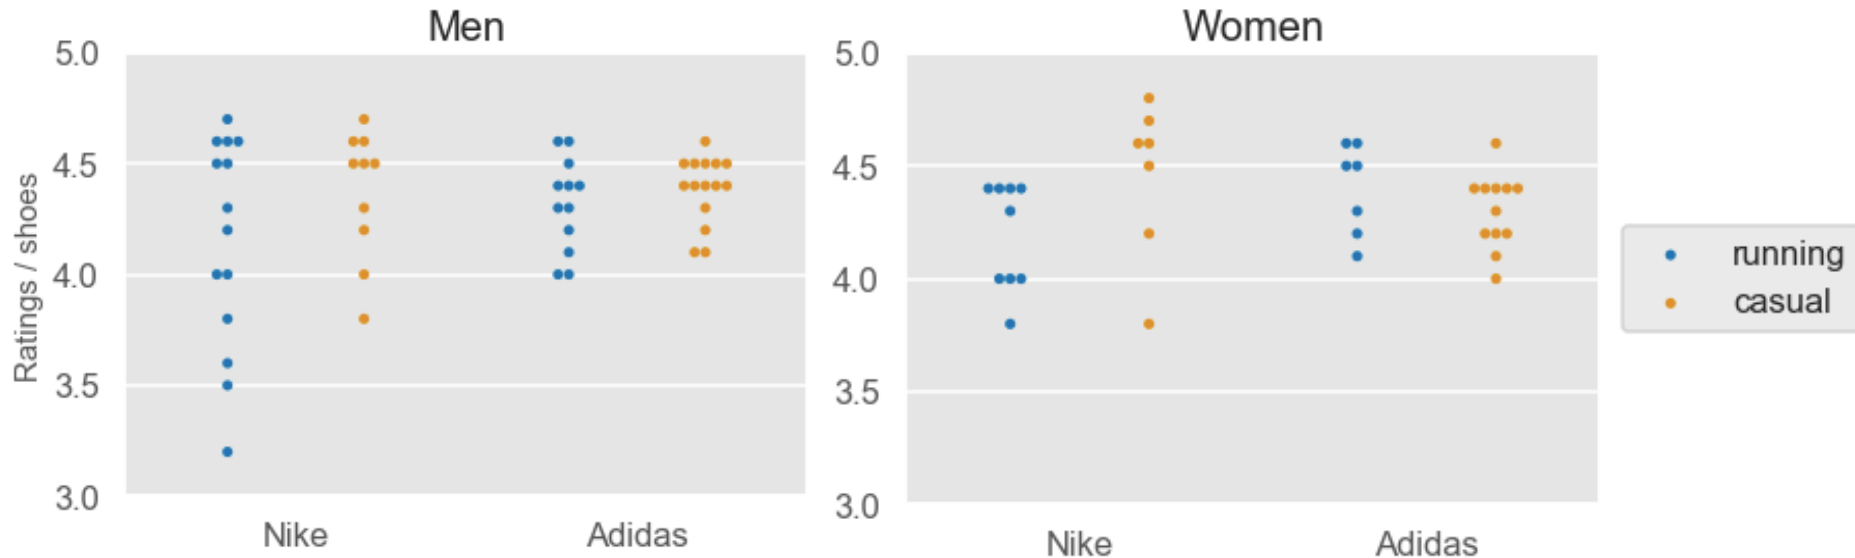 Men
Women
5.0
4.5
4.0
3.5
3.0
Ratings / shoes
Nike
Adidas
5.0
4.5
4.0
3.5
3.0
Nike
Adidas
running
casual